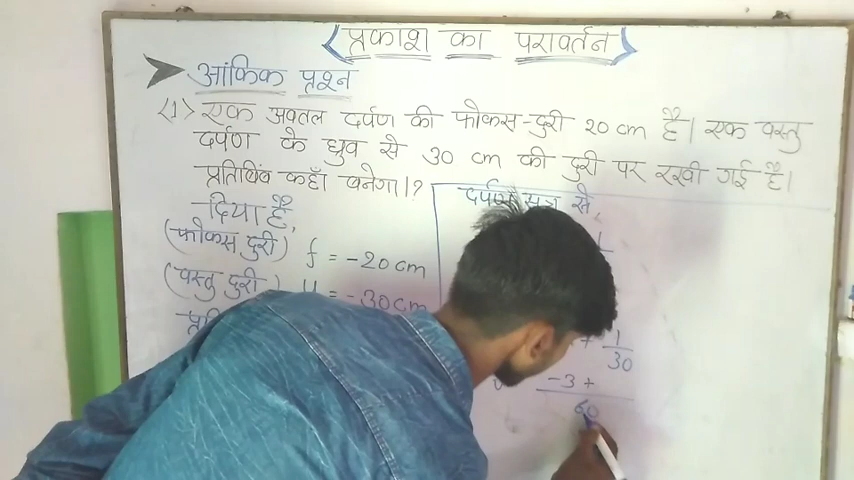 प्रकाश का परावर्तन
आंकिक प्रश्न
(1) एक अवतल दर्पण की फोकस-दुरी 20 cm है। एक वस्तु
दर्पण के ध्रुव से 30 cm की दुरी पर रखी गई है।
प्रतिबिंब कहाँ बनेगा।?
दिया है,
(फोकस दुरी) f = -20 cm
(वस्तु दुरी) u = -30 cm
दर्पण सूत्र से,
+ 1/30
-3 +
60